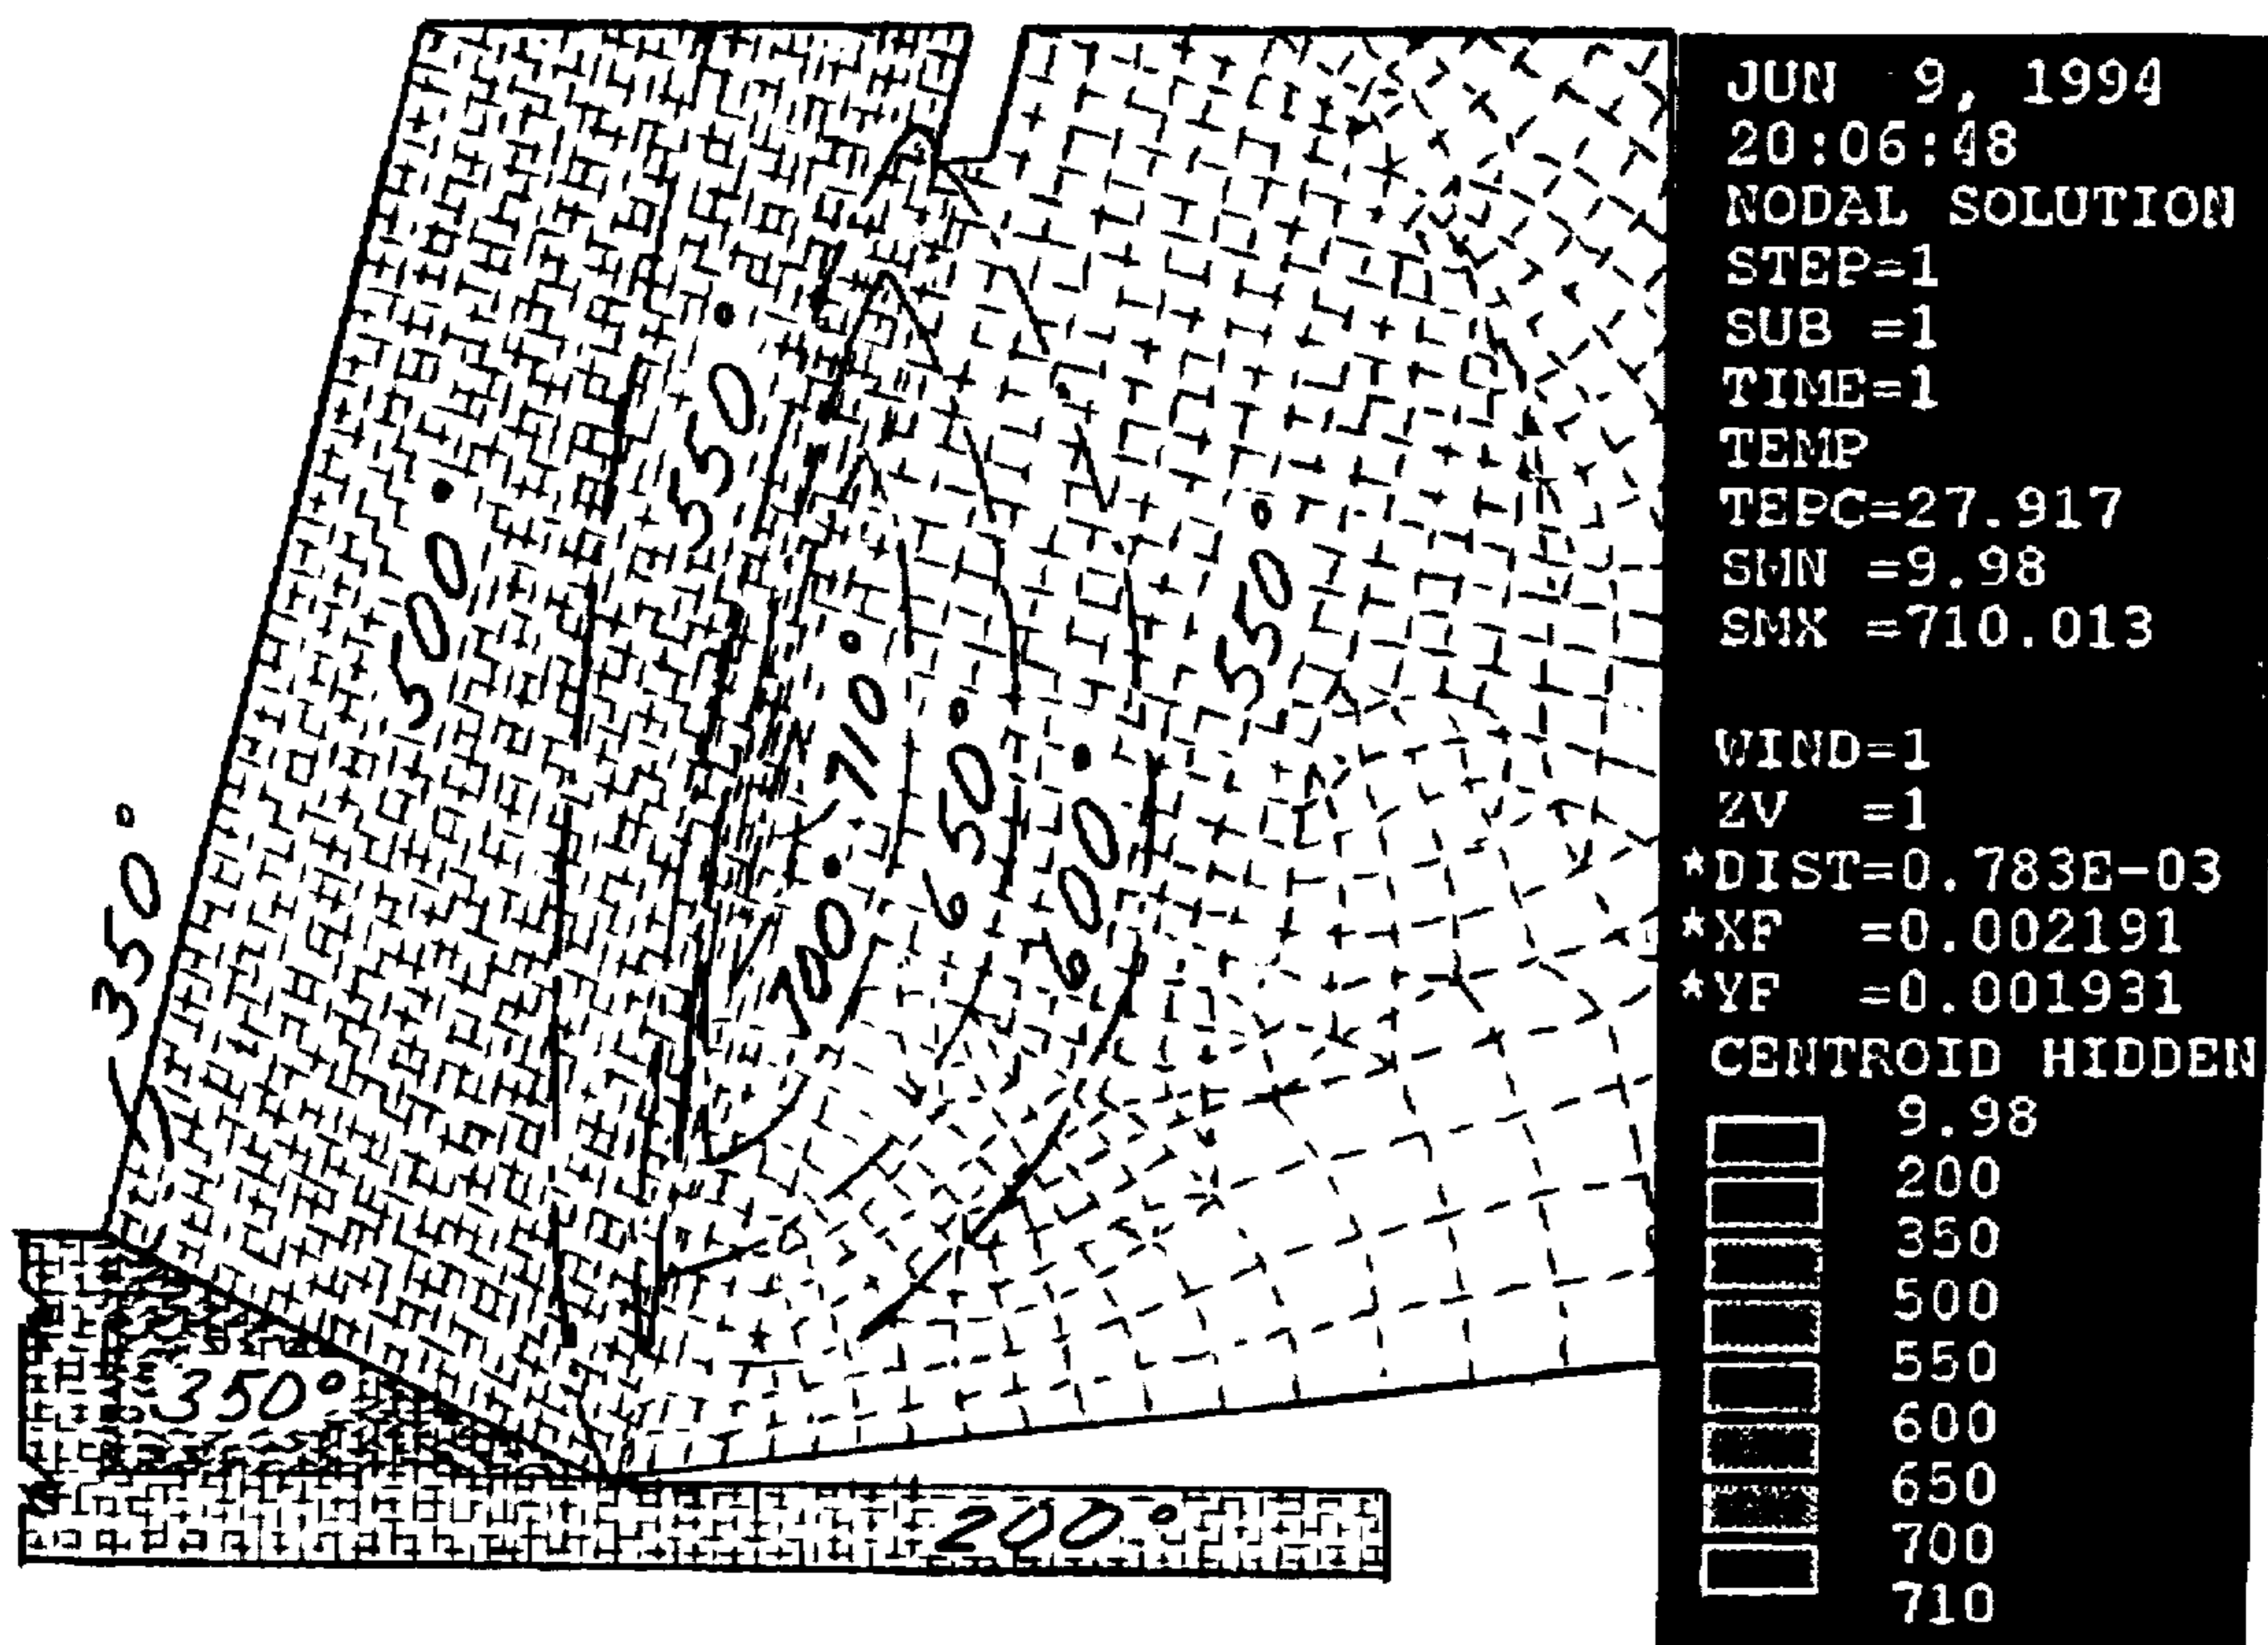 550°
500°
550°
710°
650°
<350°
600°
700°
350°
200°
JUN 9, 1994
20:06:48
NODAL SOLUTION
STEP=1
SUB =1
TIME=1
TEMP
TEPC=27.917
SMN =9.98
SMX =710.013
WIND=1
ZV =1
*DIST=0.783E-03
*XF =0.002191
*YF =0.001931
CENTROID HIDDEN
9.98
200
350
500
550
600
650
700
710